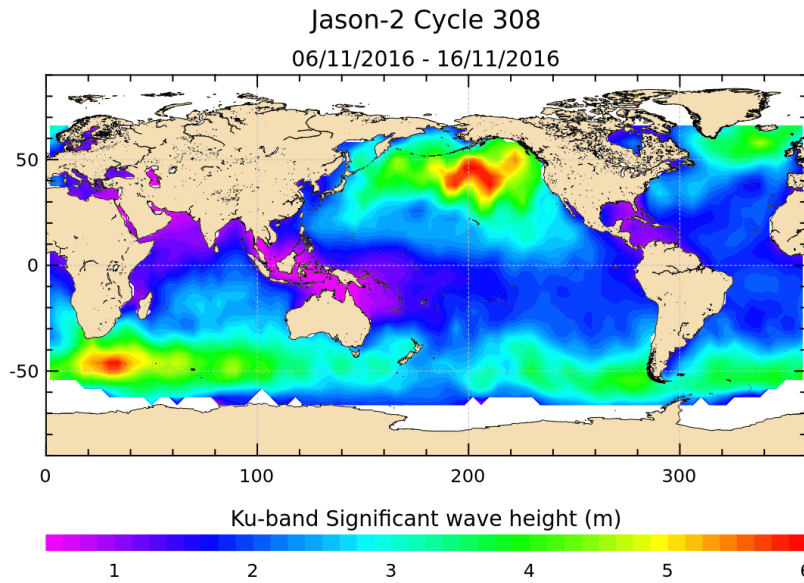 Jason-2 Cycle 308
06/11/2016 - 16/11/2016
50
0
-50
0 100 200 300
Ku-band Significant wave height (m)
1 2 3 4 5 6